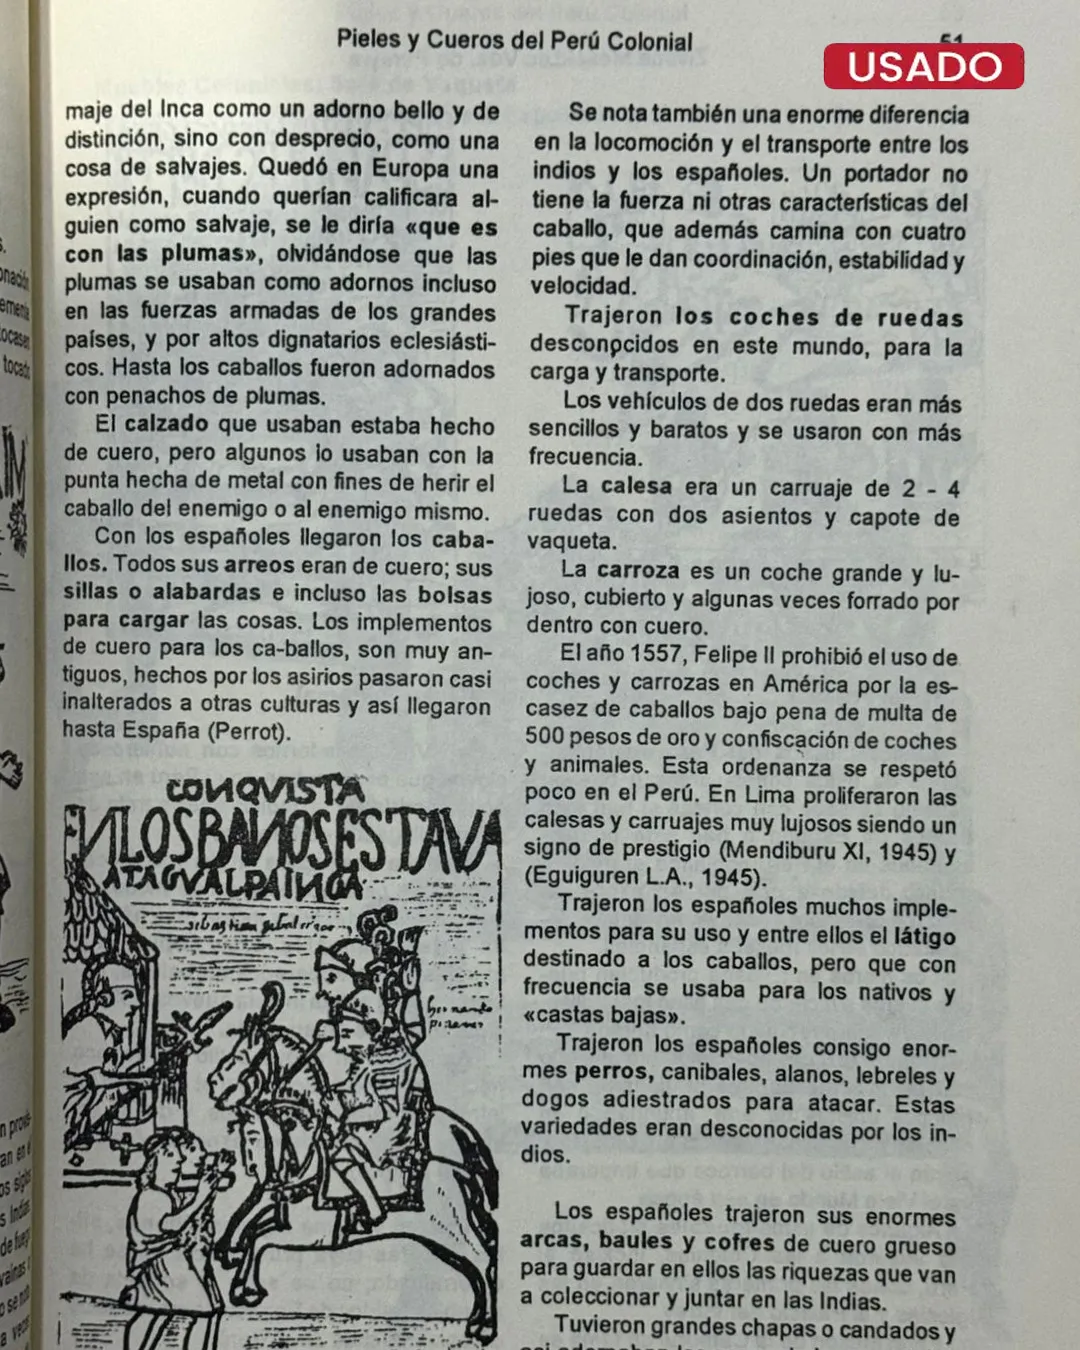 Pieles y Cueros del Perú Colonial
51
USADO
maje del Inca como un adorno bello y de
distinción, sino con desprecio, como una
cosa de salvajes. Quedó en Europa una
expresión, cuando querían calificara al-
guien como salvaje, se le diría «que es
con las plumas», olvidándose que las
plumas se usaban como adornos incluso
en las fuerzas armadas de los grandes
países, y por altos dignatarios eclesiásti-
cos. Hasta los caballos fueron adornados
con penachos de plumas.
El calzado que usaban estaba hecho
de cuero, pero algunos lo usaban con la
punta hecha de metal con fines de herir el
caballo del enemigo o al enemigo mismo.
Con los españoles llegaron los caba-
llos. Todos sus arreos eran de cuero; sus
sillas o alabardas e incluso las bolsas
para cargar las cosas. Los implementos
de cuero para los ca-ballos, son muy an-
tiguos, hechos por los asirios pasaron casi
inalterados a otras culturas y así llegaron
hasta España (Perrot).
CONQVISTA
ENLOSBAÑOSESTAVA
ATAGVALPAINGA
Se nota también una enorme diferencia
en la locomoción y el transporte entre los
indios y los españoles. Un portador no
tiene la fuerza ni otras características del
caballo, que además camina con cuatro
pies que le dan coordinación, estabilidad y
velocidad.
Trajeron los coches de ruedas
desconpcidos en este mundo, para la
carga y transporte.
Los vehículos de dos ruedas eran más
sencillos y baratos y se usaron con más
frecuencia.
La calesa era un carruaje de 2 - 4
ruedas con dos asientos y capote de
vaqueta.
La carroza es un coche grande y lu-
joso, cubierto y algunas veces forrado por
dentro con cuero.
El año 1557, Felipe II prohibió el uso de
coches y carrozas en América por la es-
casez de caballos bajo pena de multa de
500 pesos de oro y confiscación de coches
y animales. Esta ordenanza se respetó
poco en el Perú. En Lima proliferaron las
calesas y carruajes muy lujosos siendo un
signo de prestigio (Mendiburu XI, 1945) y
(Eguiguren L.A., 1945).
Trajeron los españoles muchos imple-
mentos para su uso y entre ellos el látigo
destinado a los caballos, pero que con
frecuencia se usaba para los nativos y
«castas bajas».
Trajeron los españoles consigo enor-
mes perros, canibales, alanos, lebreles y
dogos adiestrados para atacar. Estas
variedades eran desconocidas por los in-
dios.
Los españoles trajeron sus enormes
arcas, baules y cofres de cuero grueso
para guardar en ellos las riquezas que van
a coleccionar y juntar en las Indias.
Tuvieron grandes chapas o candados y